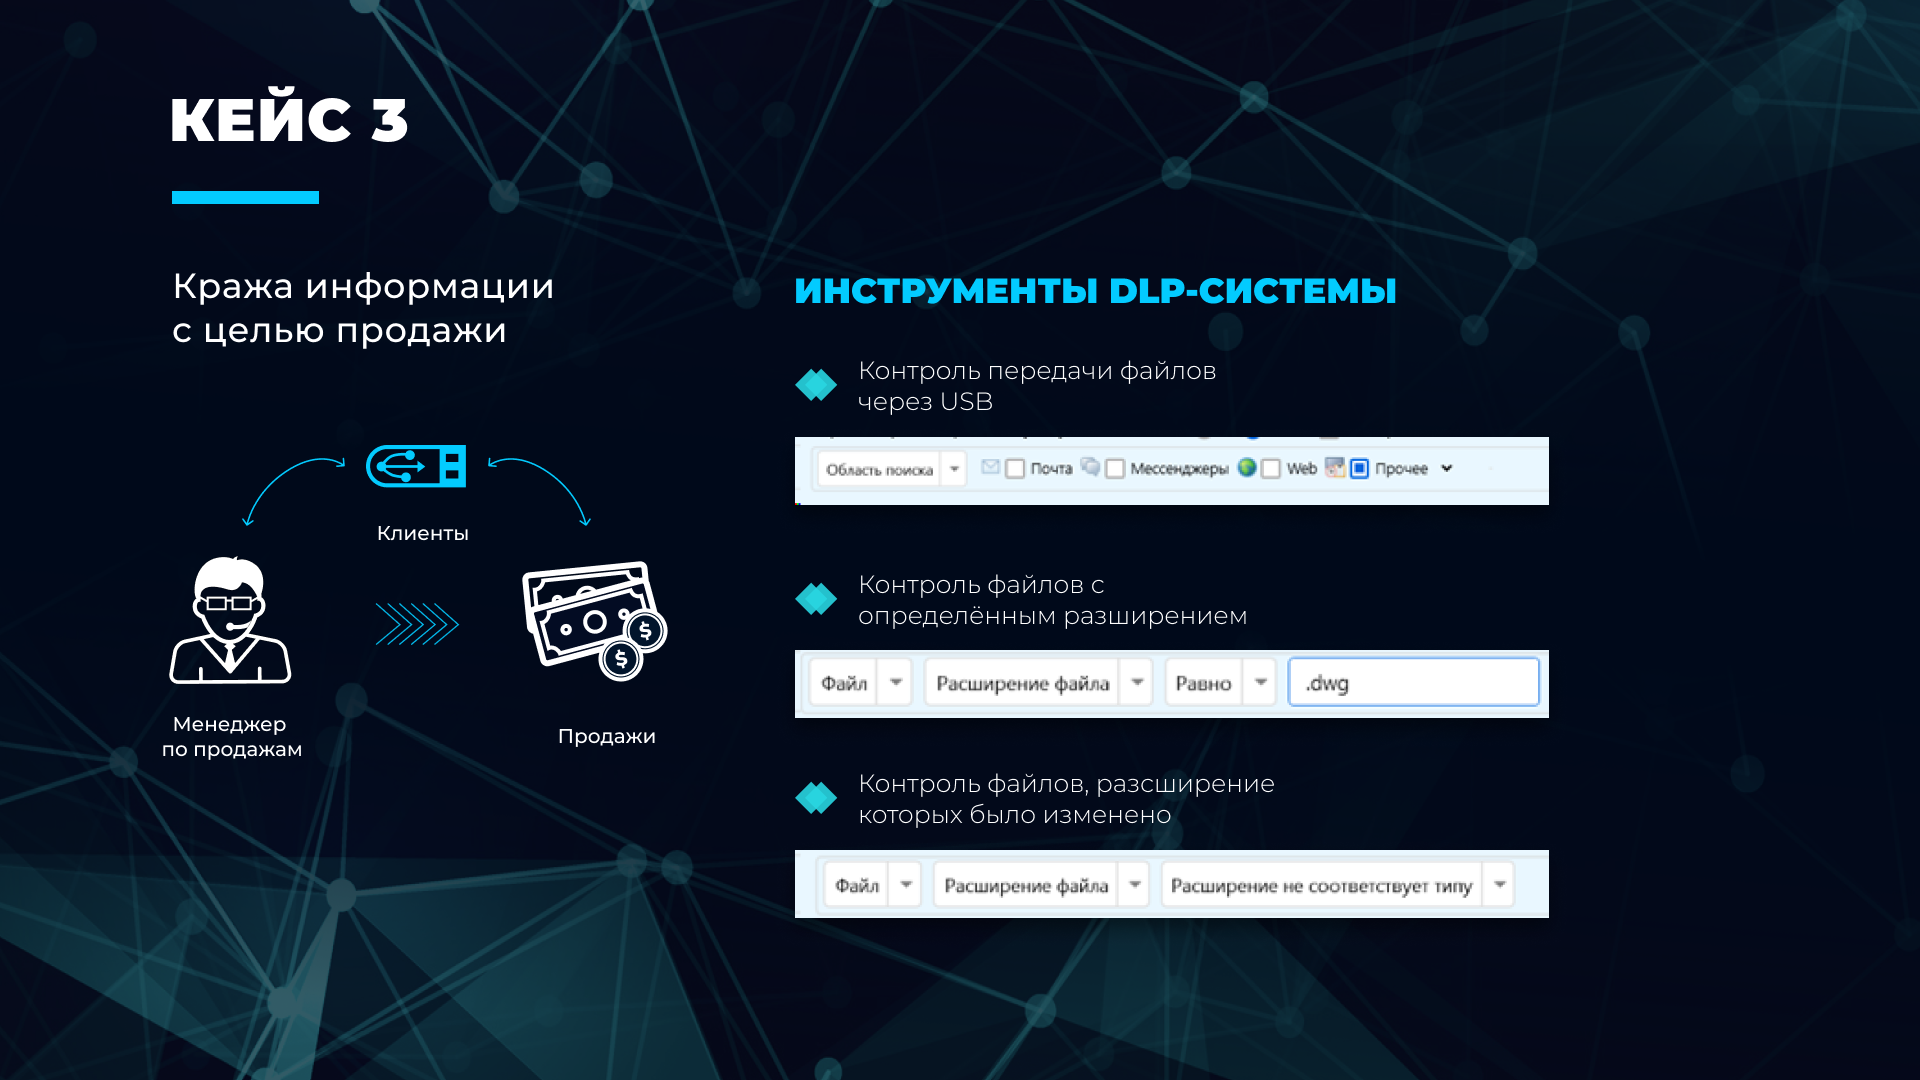 КЕЙС 3
Кража информации
с целью продажи
Клиенты
Менеджер
по продажам
Продажи
ИНСТРУМЕНТЫ DLP-СИСТЕМЫ
Контроль передачи файлов
через USB
Область поиска Почта Мессенджеры Web Прочее
Контроль файлов с
определённым разширением
Файл Расширение файла Равно .dwg
Контроль файлов, разсширение
которых было изменено
Файл Расширение файла Расширение не соответствует типу